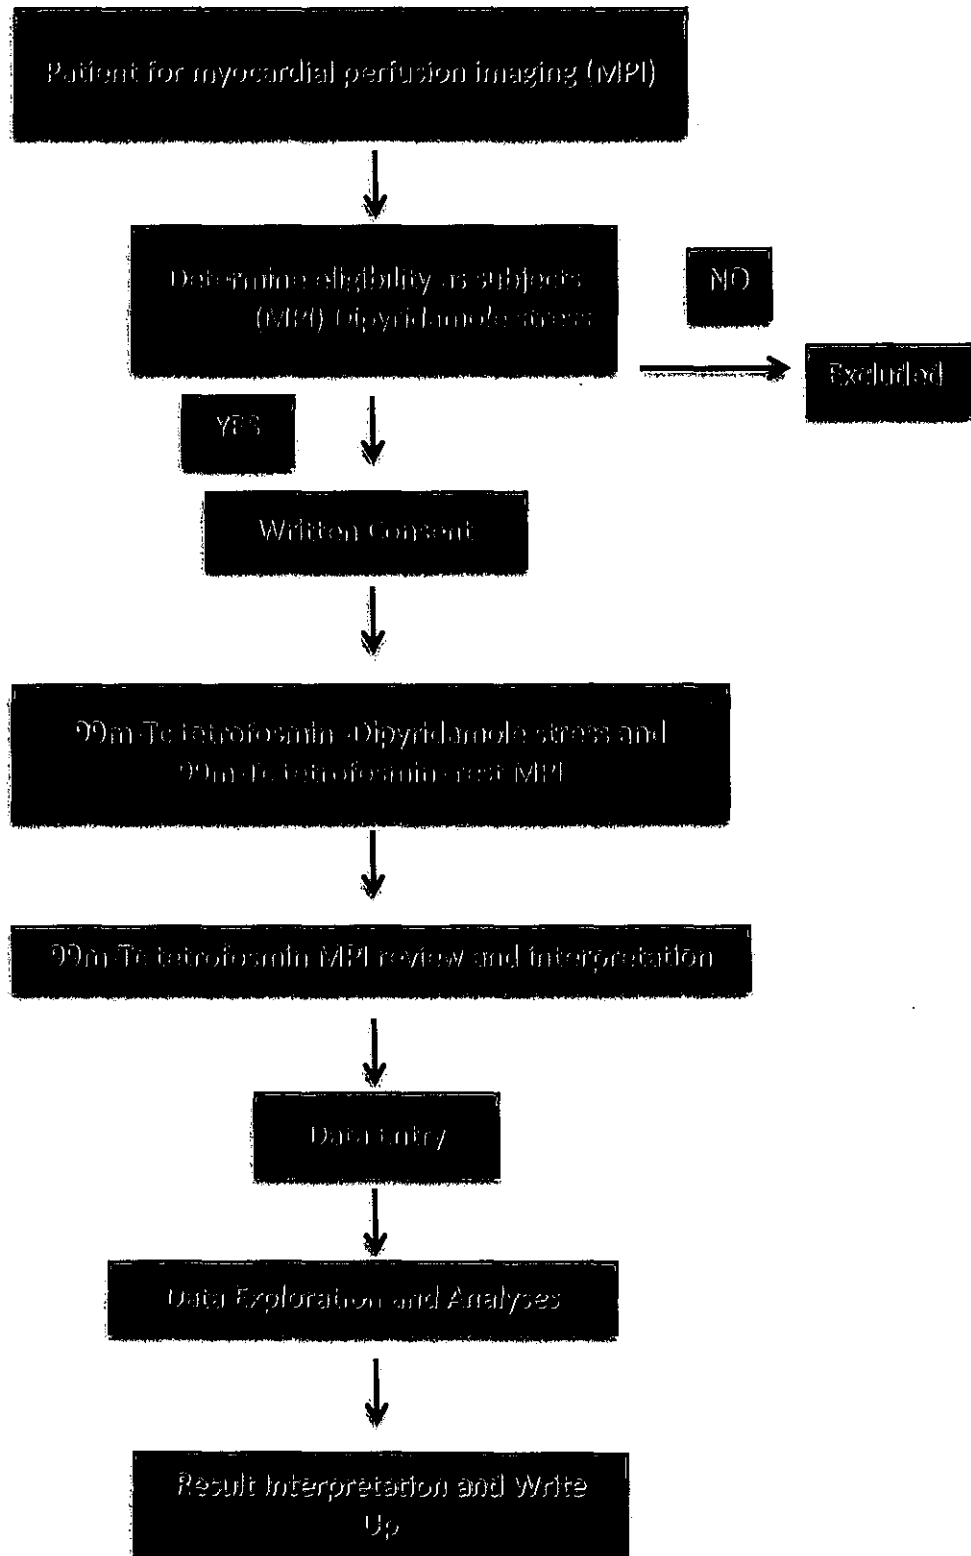 Patient for myocardial perfusion imaging (MPI)
Determine eligibility as subjects
(MPI) Dipyridamole stress
NO
Excluded
YES
Written Consent
99m-Tc tetrofosmin -Dipyridamole stress and
99m-Tc tetrofosmin-rest MPI
99m-Tc tetrofosmin MPI review and interpretation
Data Entry
Data Exploration and Analyses
Result Interpretation and Write
Up